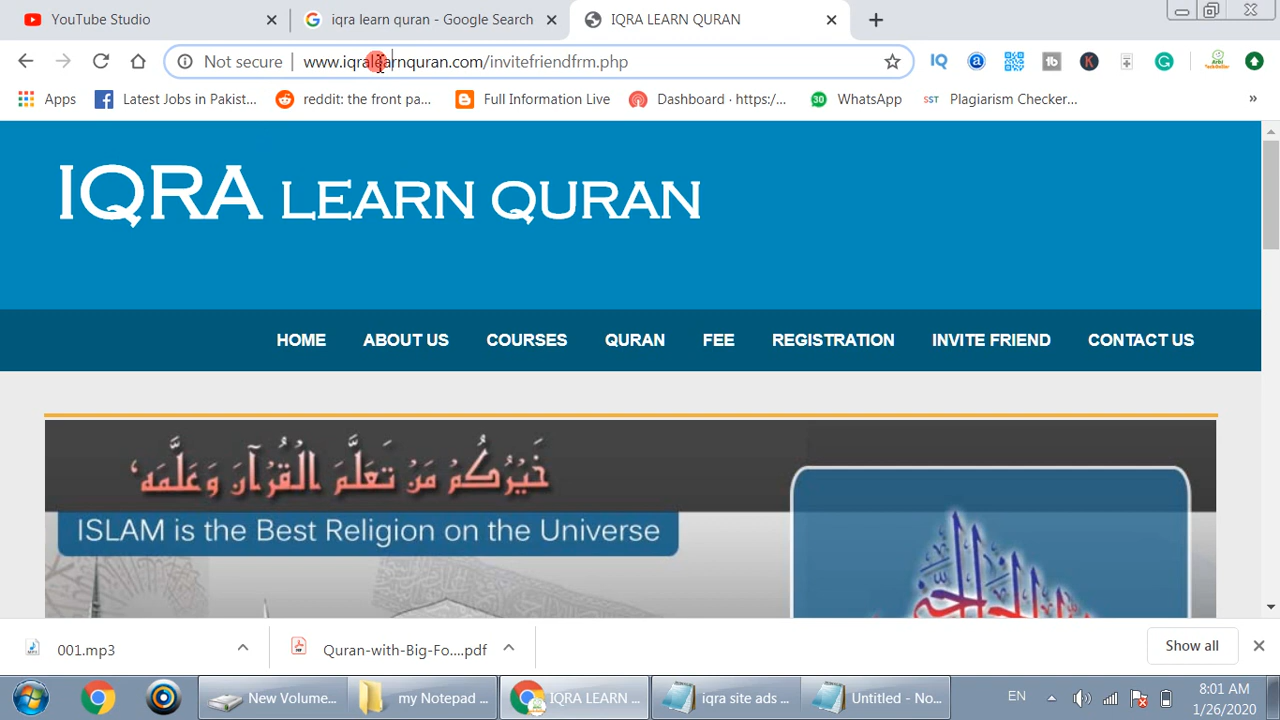 YouTube Studio
iqra learn quran - Google Search
IQRA LEARN QURAN
Not secure
www.iqralearnquran.com/invitefriendfrm.php
Apps
Latest Jobs in Pakist...
reddit: the front pa...
Full Information Live
Dashboard · https:/...
30
WhatsApp
SST
Plagiarism Checker...
»
IQRA LEARN QURAN
HOME
ABOUT US
COURSES
QURAN
FEE
REGISTRATION
INVITE FRIEND
CONTACT US
خَيْرُكُمْ مَنْ تَعَلَّمَ الْقُرْآنَ وَعَلَّمَهُ
ISLAM is the Best Religion on the Universe
001.mp3
Quran-with-Big-Fo....pdf
Show all
New Volume...
my Notepad ...
IQRA LEARN ...
iqra site ads ...
Untitled - No...
EN
8:01 AM
1/26/2020